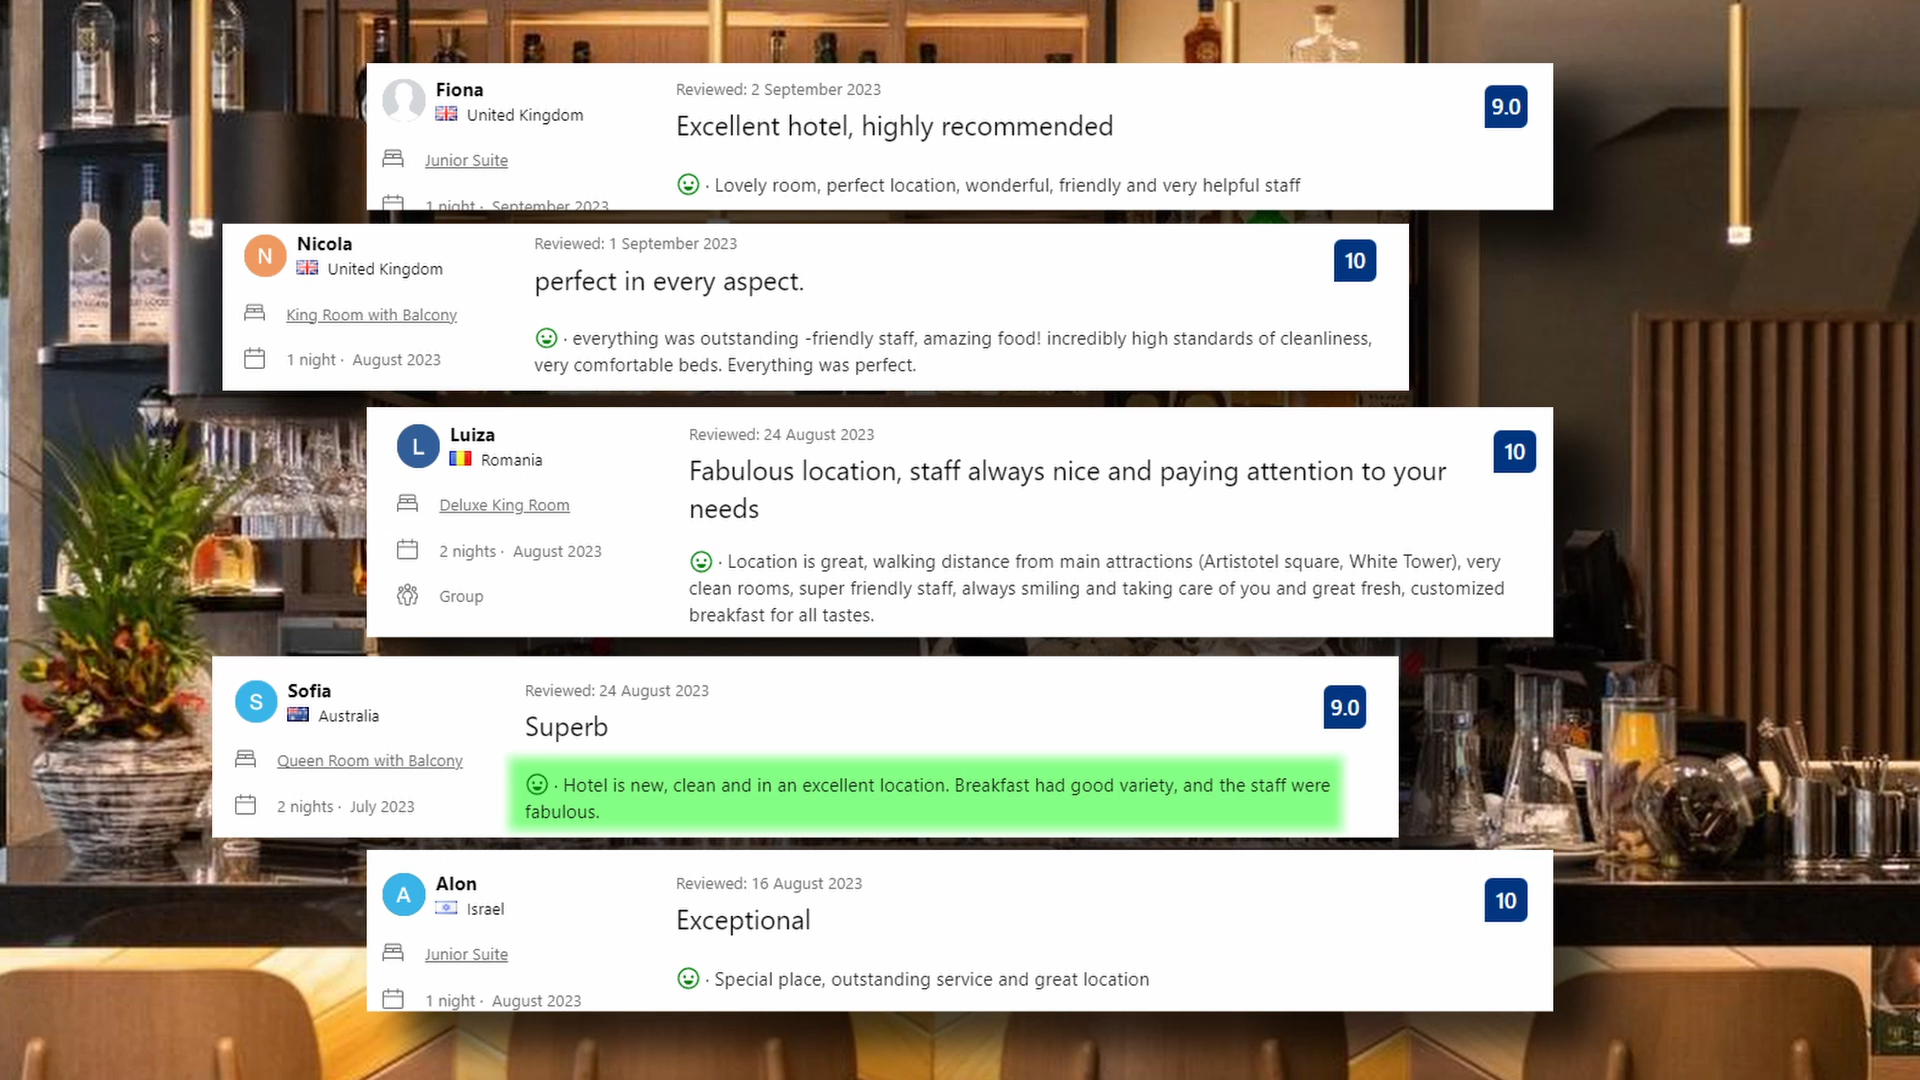 Fiona
United Kingdom
Junior Suite
1 night · September 2023
Reviewed: 2 September 2023
Excellent hotel, highly recommended
· Lovely room, perfect location, wonderful, friendly and very helpful staff
9.0
N
Nicola
United Kingdom
King Room with Balcony
1 night · August 2023
Reviewed: 1 September 2023
perfect in every aspect.
· everything was outstanding -friendly staff, amazing food! incredibly high standards of cleanliness,
very comfortable beds. Everything was perfect.
10
L
Luiza
Romania
Deluxe King Room
2 nights · August 2023
Group
Reviewed: 24 August 2023
Fabulous location, staff always nice and paying attention to your
needs
· Location is great, walking distance from main attractions (Artistotel square, White Tower), very
clean rooms, super friendly staff, always smiling and taking care of you and great fresh, customized
breakfast for all tastes.
10
S
Sofia
Australia
Queen Room with Balcony
2 nights · July 2023
Reviewed: 24 August 2023
Superb
· Hotel is new, clean and in an excellent location. Breakfast had good variety, and the staff were
fabulous.
9.0
A
Alon
Israel
Junior Suite
1 night · August 2023
Reviewed: 16 August 2023
Exceptional
· Special place, outstanding service and great location
10